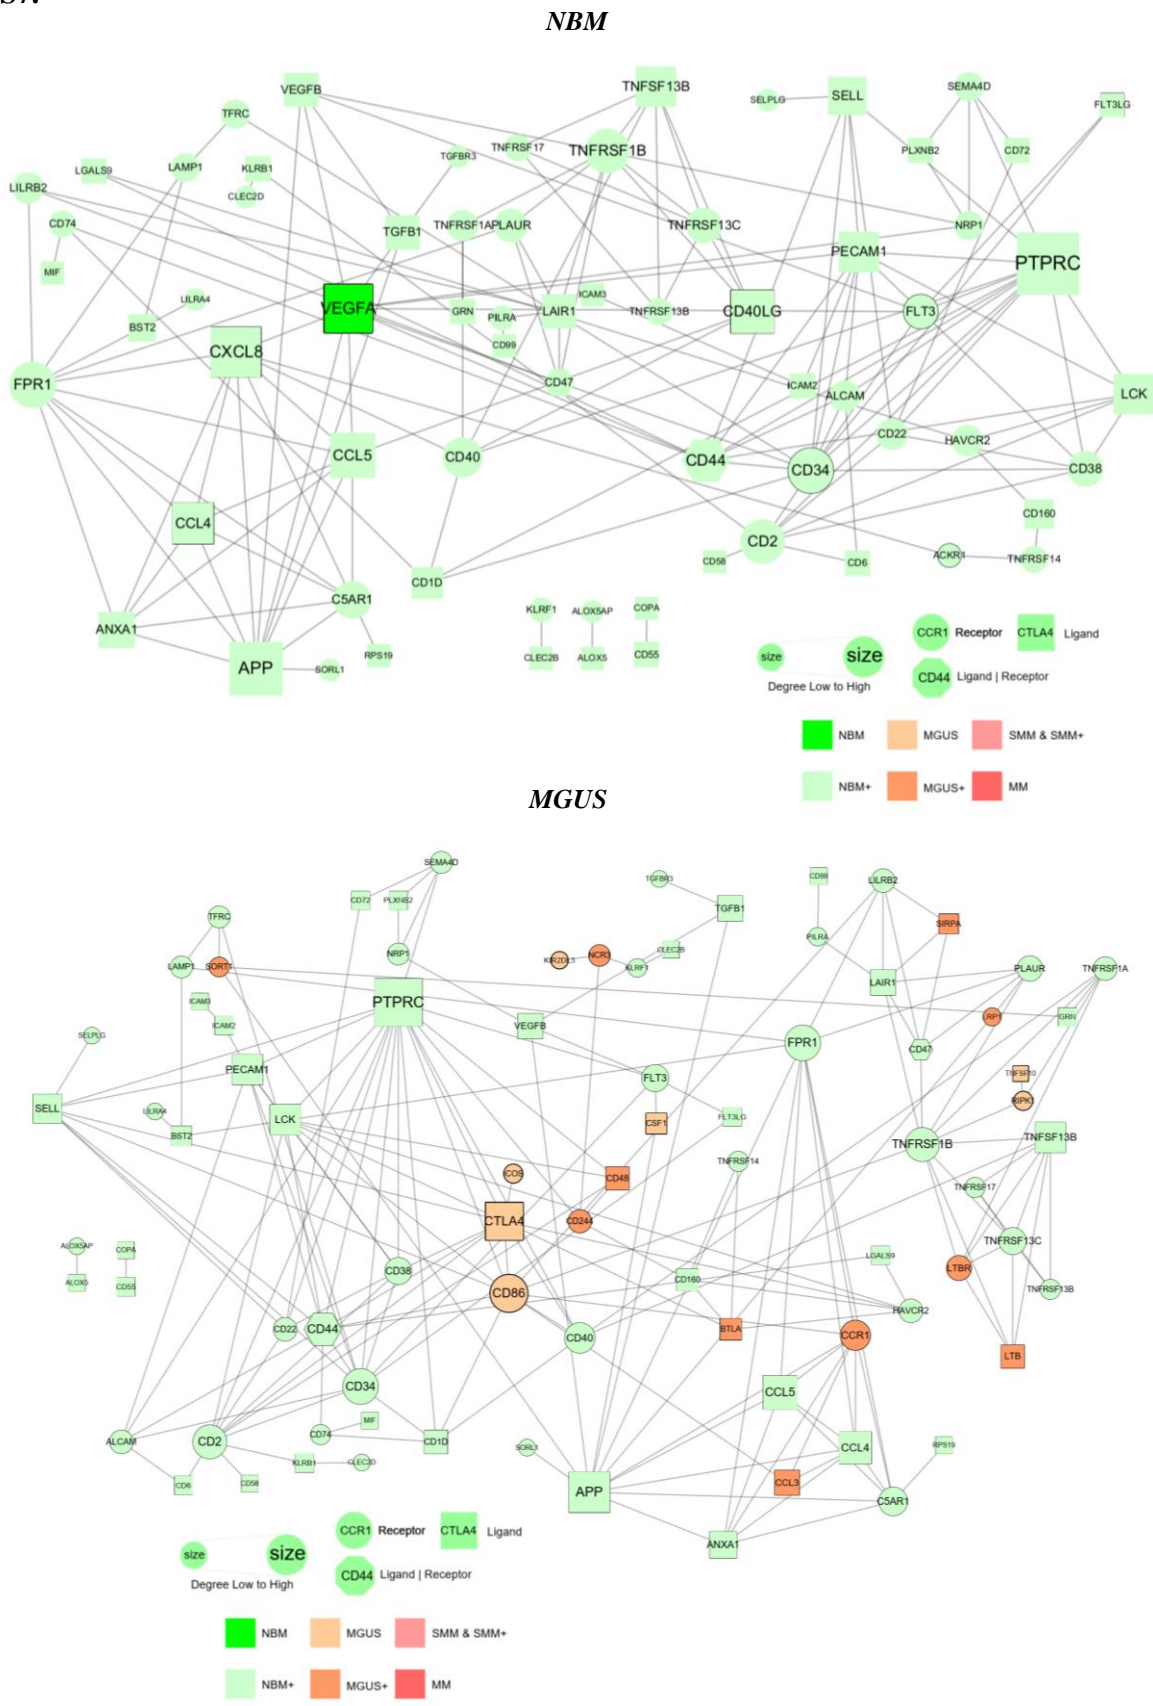 S7.
NBM
VEGFB
TNFSF13B
SELL
SEMA4D
SELPLG
FLT3LG
TFRC
TNFRSF17
TNFRSF1B
PLXNB2
CD72
TGFBR3
LGALS9
LAMP1
KLRB1
LILRB2
CLEC2D
CD74
TGFB1
TNFRSF1A
PLAUR
TNFRSF13C
NRP1
PECAM1
PTPRC
MIF
LILRA4
ICAM3
VEGFA
GRN
PILRA
LAIR1
TNFRSF13B
CD40LG
FLT3
BST2
CD99
CXCL8
FPR1
CD47
ICAM2
ALCAM
LCK
CD22
HAVCR2
CCL5
CD40
CD44
CD34
CD38
CCL4
CD160
CD2
ACKR1
TNFRSF14
CD58
CD6
CD1D
C5AR1
ANXA1
KLRF1
ALOX5AP
COPA
RPS19
CLEC2B
ALOX5
CD55
APP
SORL1
CCR1 Receptor CTLA4 Ligand
size size
CD44 Ligand | Receptor
Degree Low to High
NBM MGUS SMM & SMM+
NBM+ MGUS+ MM
MGUS
SEMA4D
TGFBR3
CD99
LILRB2
CD72
PLXNB2
TGFB1
TFRC
SIRPA
PILRA
NRP1
CLEC2B
KIR2DL3
NCR3
KLRF1
LAMP1
SORT1
PLAUR
TNFRSF1A
LAIR1
ICAM3
PTPRC
LRP1
GRN
ICAM2
VEGFB
SELPLG
FPR1
CD47
PECAM1
FLT3
TNFSF10
RIPK1
SELL
LILRA4
LCK
CSF1
FLT3LG
BST2
TNFRSF1B
TNFSF13B
TNFRSF14
ICOS
CD48
TNFRSF17
CTLA4
CD244
ALOX5AP
COPA
TNFRSF13C
LGALS9
CD38
LTBR
CD160
ALOX5
CD55
CD86
TNFRSF13B
HAVCR2
CD22
CD44
CD40
BTLA
CCR1
LTB
CD34
CCL5
MIF
CD74
ALCAM
CD2
CD1D
SORL1
CCL4
RPS19
KLRB1
CLEC2D
CD6
CD58
CCL3
APP
C5AR1
ANXA1
CCR1 Receptor CTLA4 Ligand
size size
CD44 Ligand | Receptor
Degree Low to High
NBM MGUS SMM & SMM+
NBM+ MGUS+ MM